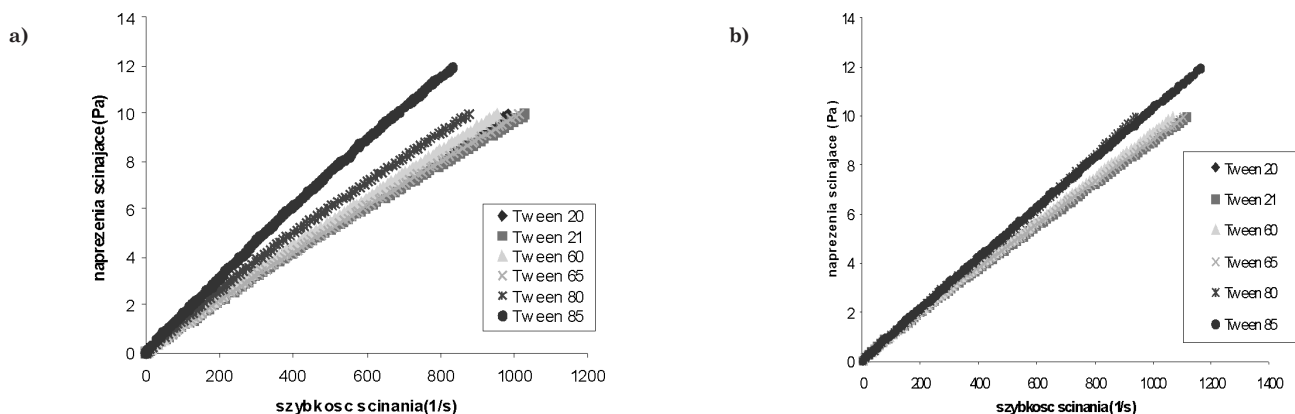 a)
naprezenia scinajace(Pa)
14
12
10
8
6
4
2
0
0 200 400 600 800 1000 1200
szybkosc scinania(1/s)
Tween 20
Tween 21
Tween 60
Tween 65
Tween 80
Tween 85
b)
naprezenia scinajace (Pa)
14
12
10
8
6
4
2
0
0 200 400 600 800 1000 1200 1400
szybkosc scinania(1/s)
Tween 20
Tween 21
Tween 60
Tween 65
Tween 80
Tween 85